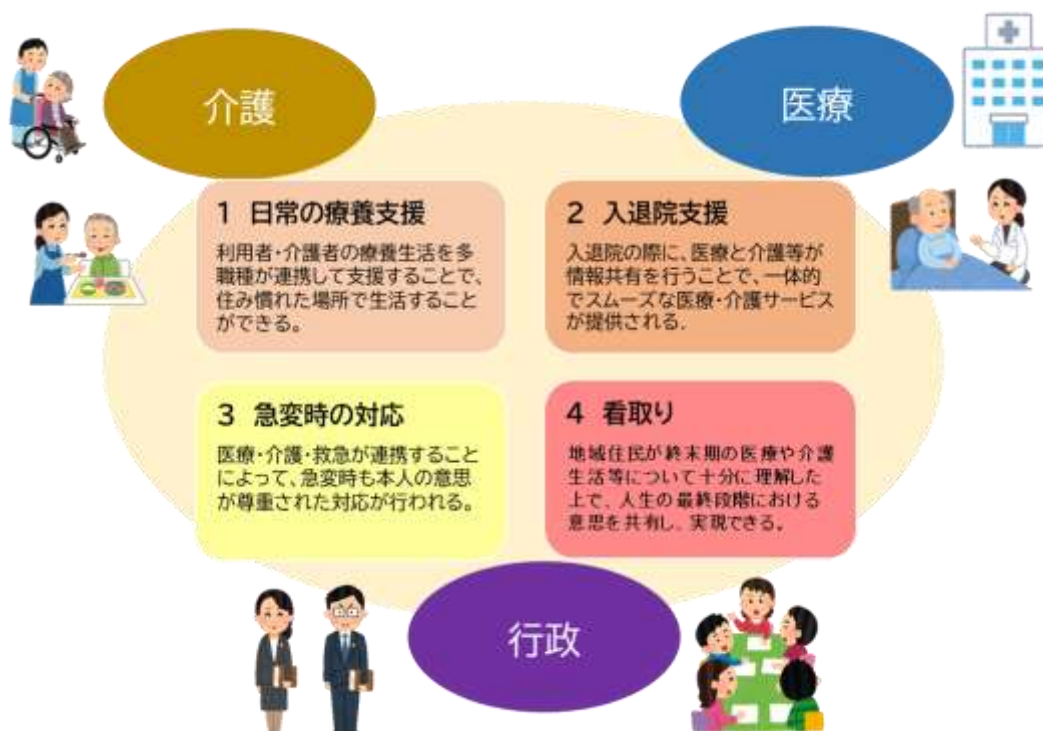 介護
医療
1 日常の療養支援
利用者・介護者の療養生活を多
職種が連携して支援することで、
住み慣れた場所で生活すること
ができる。
2 入退院支援
入退院の際に、医療と介護等が
情報共有を行うことで、一体的
でスムーズな医療・介護サービス
が提供される.
3 急変時の対応
医療・介護・救急が連携すること
によって、急変時も本人の意思
が尊重された対応が行われる。
4 看取り
地域住民が終末期の医療や介護
生活等について十分に理解した
上で、人生の最終段階における
意思を共有し、実現できる。
行政